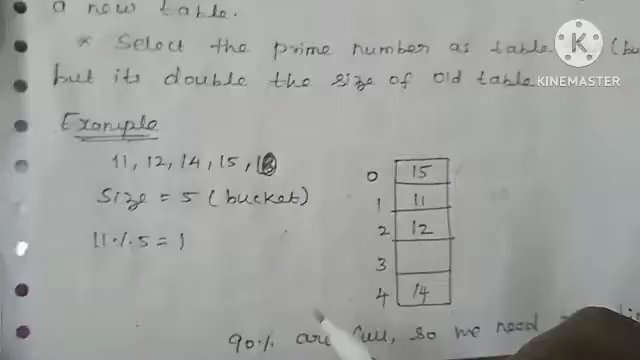 a new table.
* Select the prime number as table
but its double the size of old table
K
KINEMASTER
Example
11, 12, 14, 15, 18
Size = 5 (bucket)
11 % 5 = 1
0 15
1 11
2 12
3
4 14
90% are full, so we need